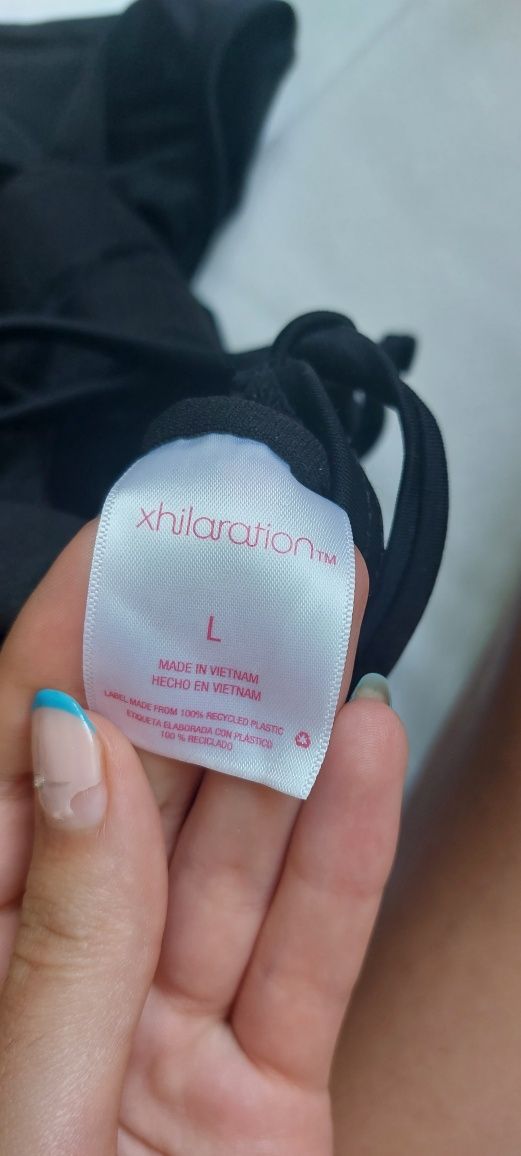 xhilaration™
L
MADE IN VIETNAM
HECHO EN VIETNAM
LABEL MADE FROM 100% RECYCLED PLASTIC
ETIQUETA ELABORADA CON PLÁSTICO
100 % RECICLADO